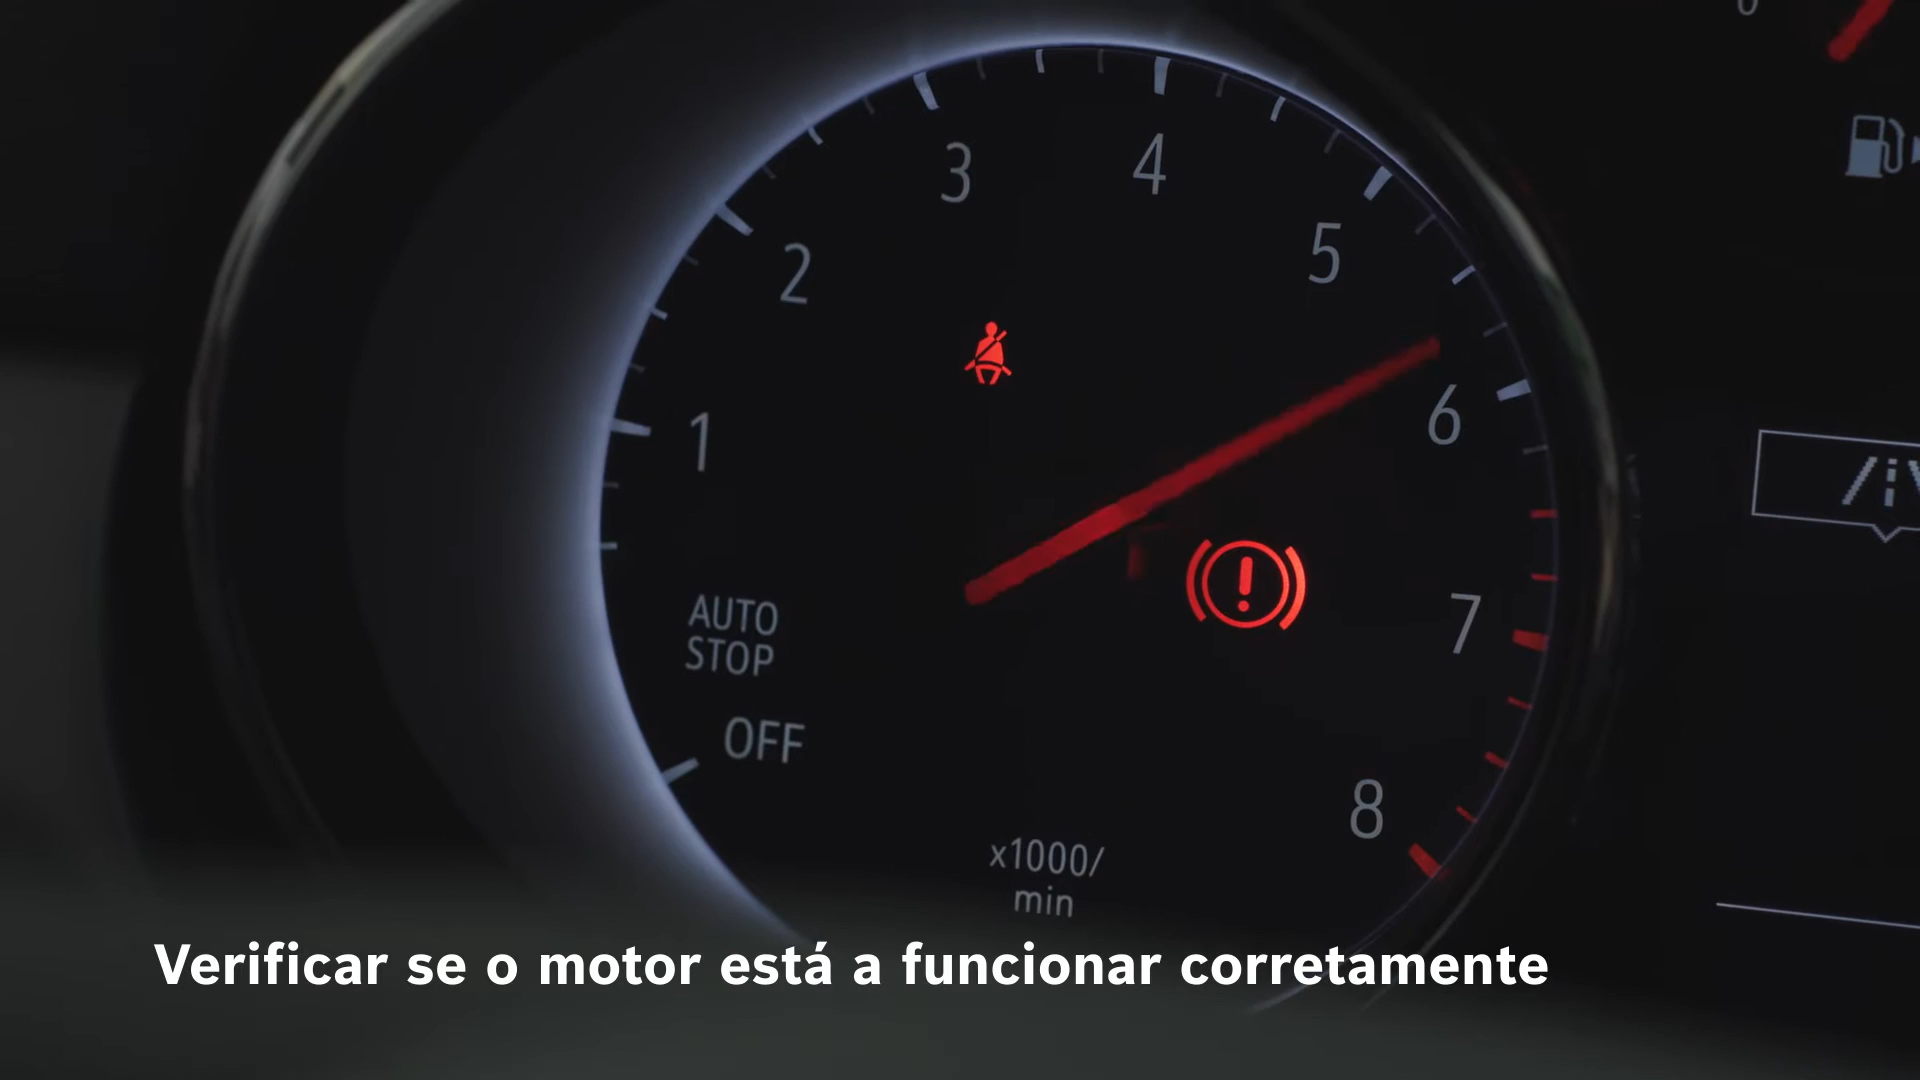 3
4
5
2
6
1
7
AUTO
STOP
OFF
8
x1000/
min
Verificar se o motor está a funcionar corretamente